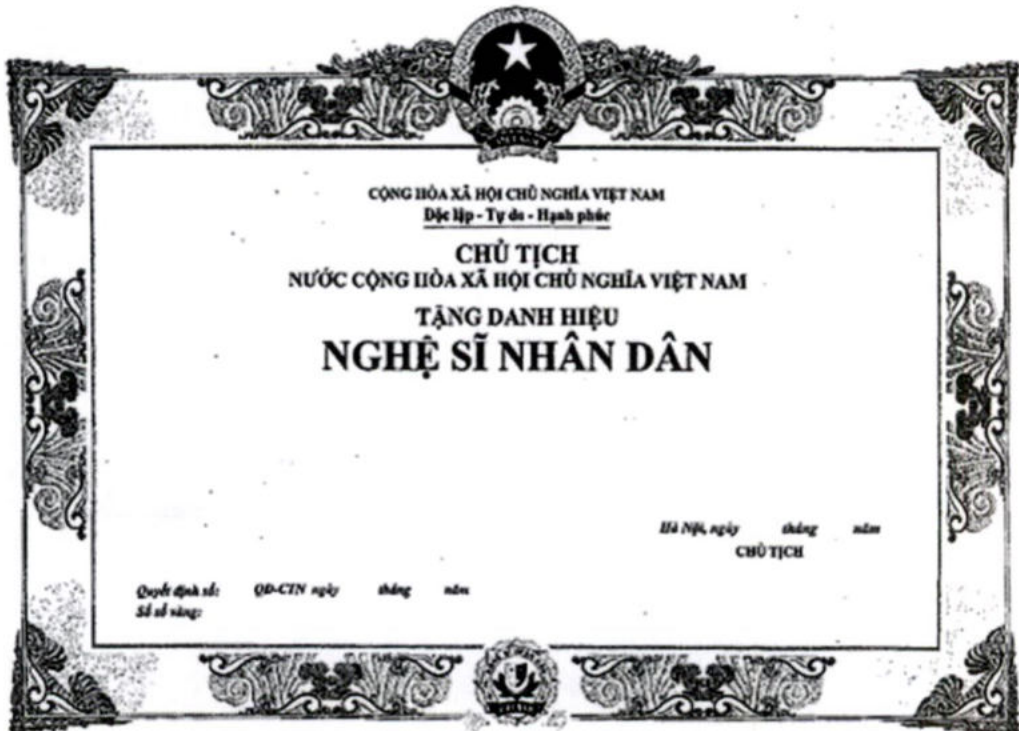 CỘNG HÒA XÃ HỘI CHỦ NGHĨA VIỆT NAM
Độc lập - Tự do - Hạnh phúc
CHỦ TỊCH
NƯỚC CỘNG HÒA XÃ HỘI CHỦ NGHĨA VIỆT NAM
TẶNG DANH HIỆU
NGHỆ SĨ NHÂN DÂN
Hà Nội, ngày tháng năm
CHỦ TỊCH
Quyết định số: QĐ-CTN ngày tháng năm
Số sổ vàng: